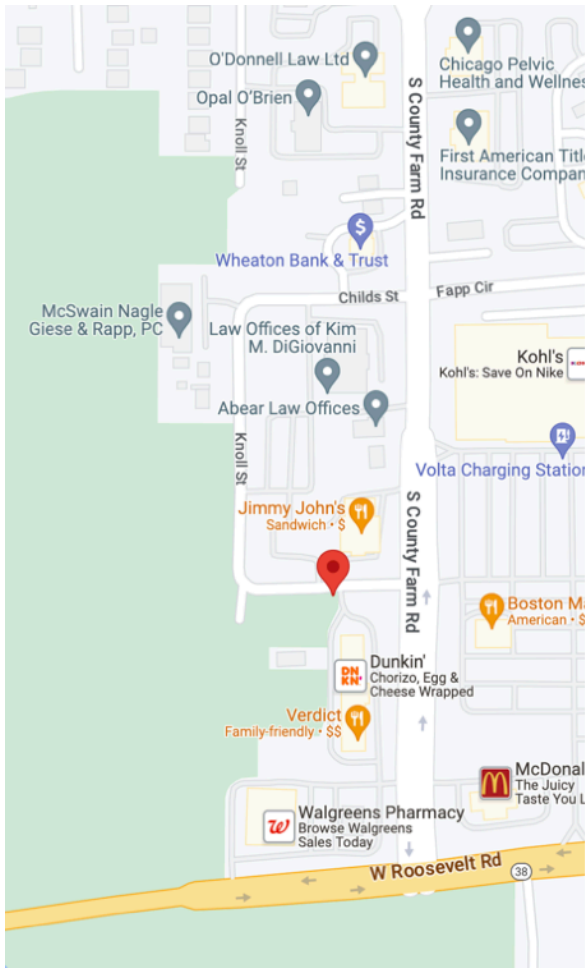 O'Donnell Law Ltd
Chicago Pelvic
Health and Wellnes
Opal O'Brien
S County Farm Rd
Knoll St
First American Title
Insurance Compan
Wheaton Bank & Trust
Childs St
Fapp Cir
McSwain Nagle
Giese & Rapp, PC
Law Offices of Kim
M. DiGiovanni
Kohl's
Kohl's: Save On Nike
Abear Law Offices
Knoll St
Volta Charging Station
Jimmy John's
Sandwich • $
S County Farm Rd
Boston Ma
American • $
DN
KN'
Dunkin'
Chorizo, Egg &
Cheese Wrapped
Verdict
Family-friendly • $$
McDonal
The Juicy
Taste You L
Walgreens Pharmacy
Browse Walgreens
Sales Today
W Roosevelt Rd
38